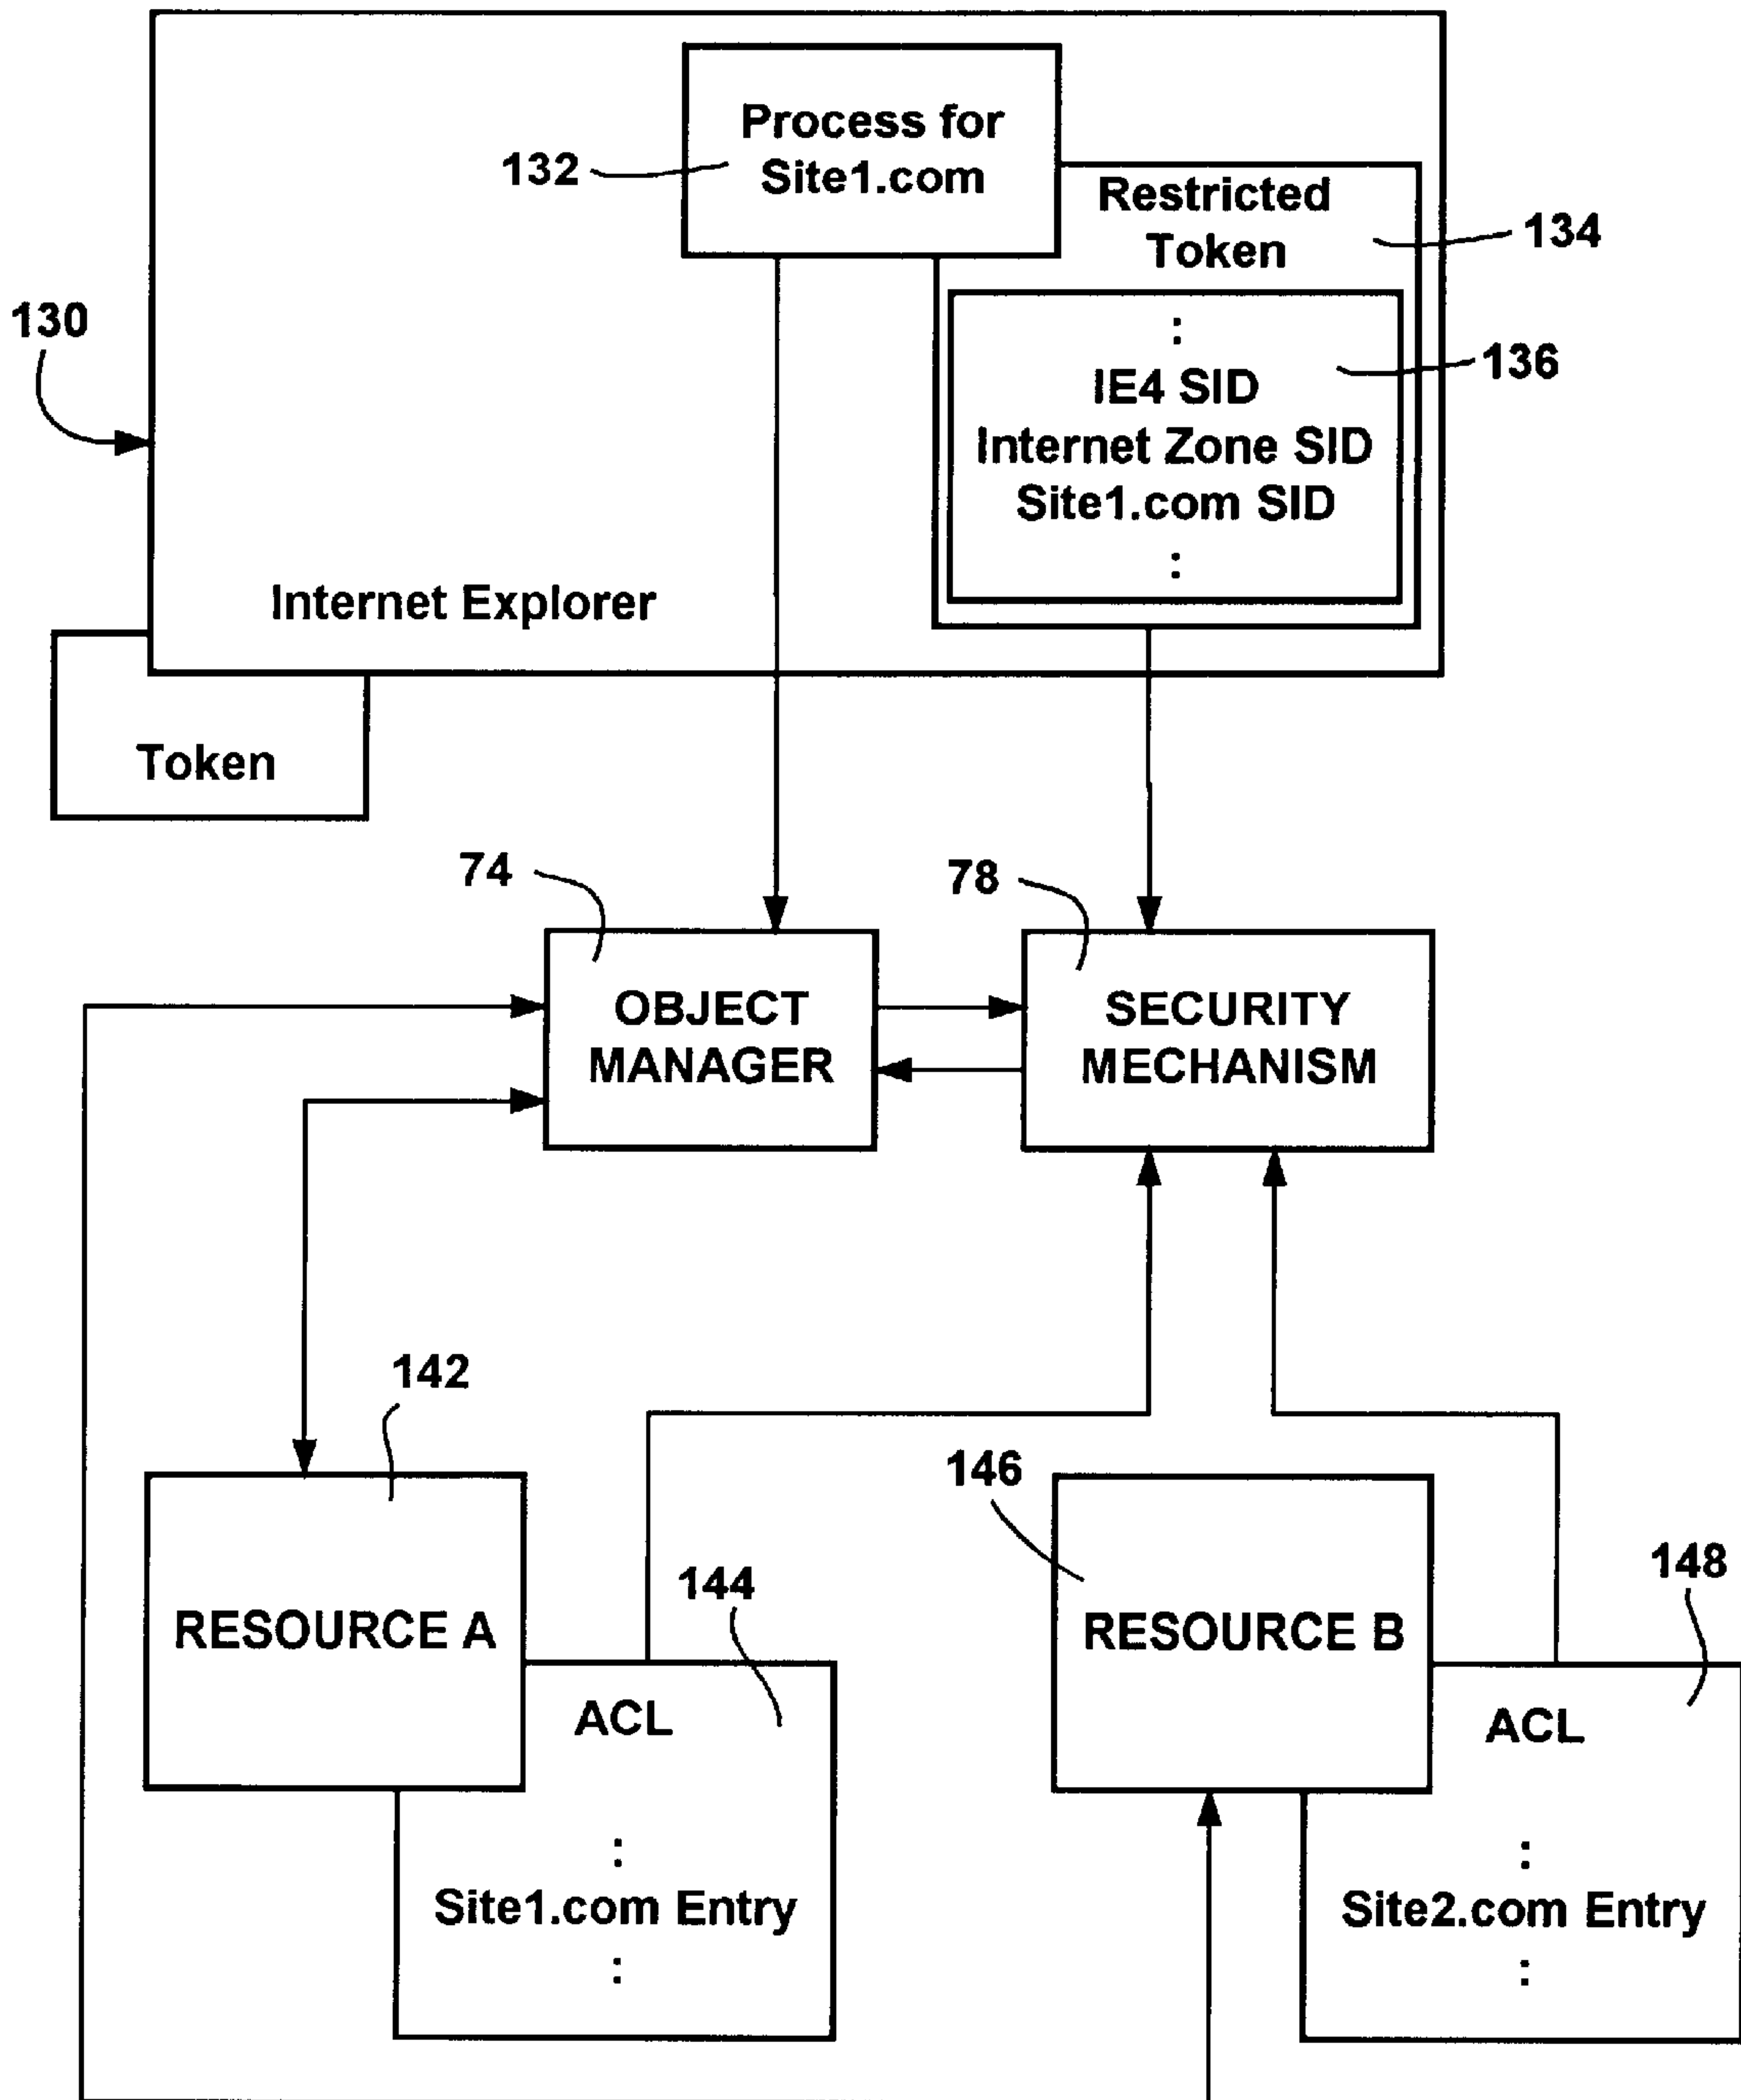 Process for
Site1.com
132
Restricted
Token
134
130
:
IE4 SID
Internet Zone SID
Site1.com SID
:
136
Internet Explorer
Token
74
78
OBJECT
MANAGER
SECURITY
MECHANISM
142
146
144
148
RESOURCE A
RESOURCE B
ACL
:
Site1.com Entry
:
ACL
:
Site2.com Entry
: